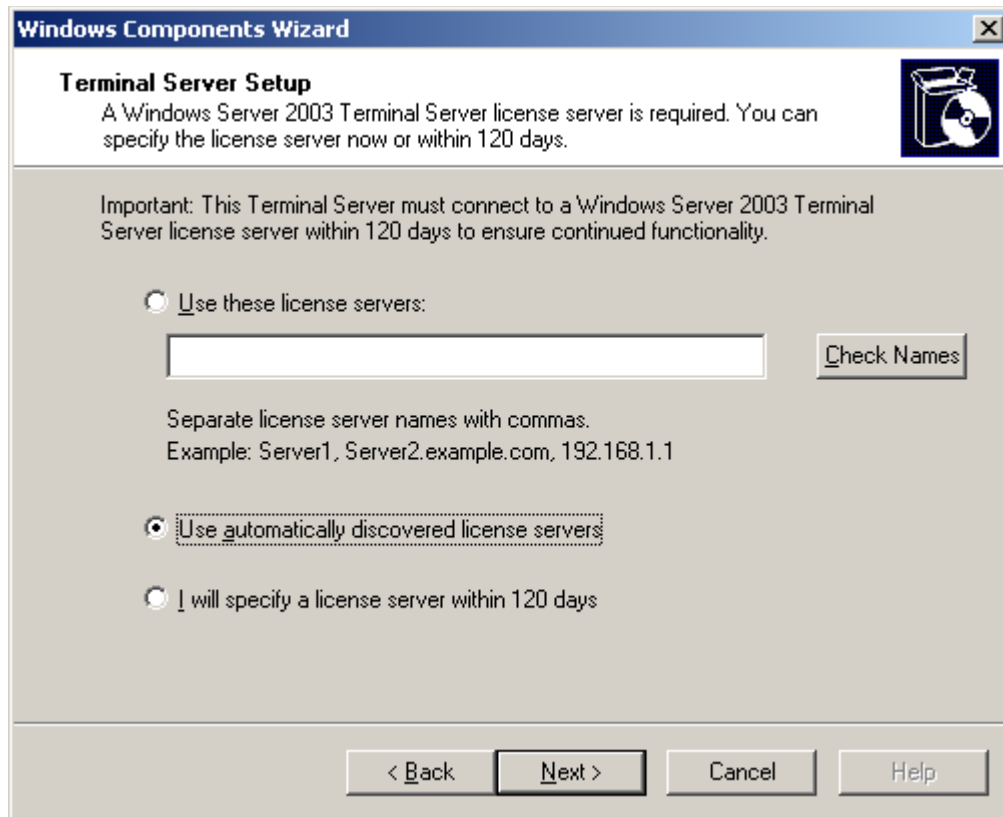 Windows Components Wizard
Terminal Server Setup
A Windows Server 2003 Terminal Server license server is required. You can
specify the license server now or within 120 days.
Important: This Terminal Server must connect to a Windows Server 2003 Terminal
Server license server within 120 days to ensure continued functionality.
Use these license servers:
Check Names
Separate license server names with commas.
Example: Server1, Server2.example.com, 192.168.1.1
Use automatically discovered license servers
I will specify a license server within 120 days
< Back Next > Cancel Help